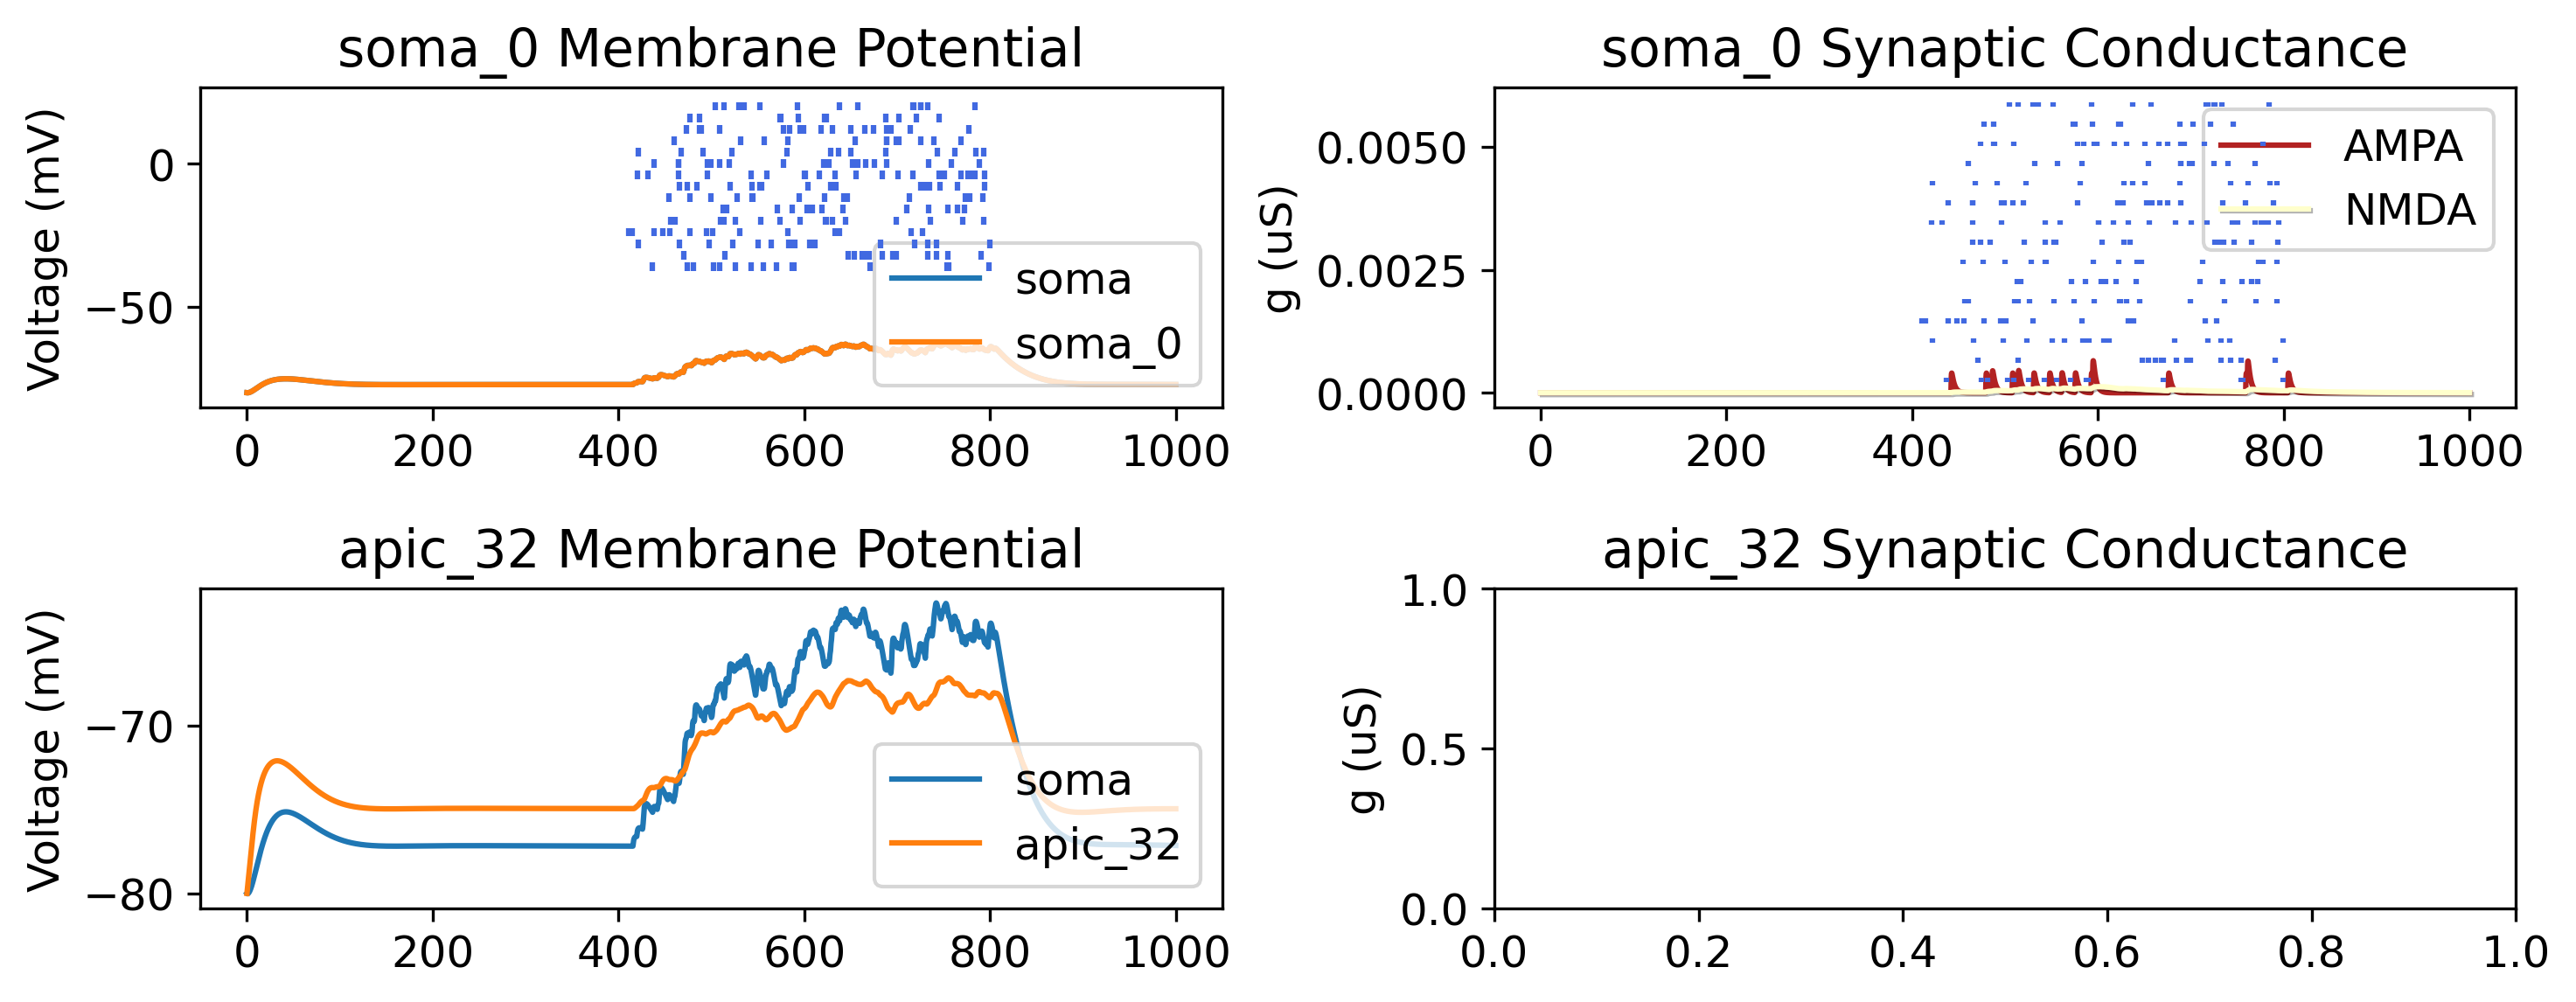 soma_0 Membrane Potential
Voltage (mV)
0
−50
soma
soma_0
0 200 400 600 800 1000
soma_0 Synaptic Conductance
g (uS)
0.0050
0.0025
0.0000
AMPA
NMDA
0 200 400 600 800 1000
apic_32 Membrane Potential
Voltage (mV)
−70
−80
soma
apic_32
0 200 400 600 800 1000
apic_32 Synaptic Conductance
g (uS)
1.0
0.5
0.0
0.0 0.2 0.4 0.6 0.8 1.0